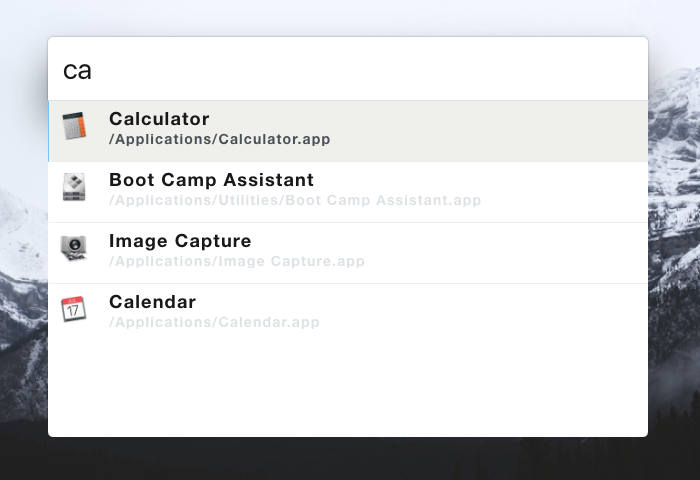 ca
Calculator
/Applications/Calculator.app
Boot Camp Assistant
/Applications/Utilities/Boot Camp Assistant.app
Image Capture
/Applications/Image Capture.app
17
Calendar
/Applications/Calendar.app